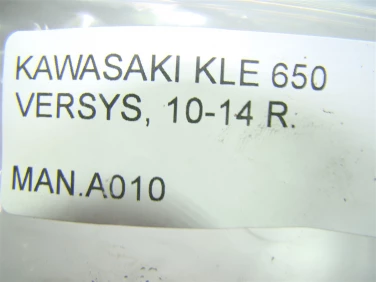 KAWASAKI KLE 650
VERSYS, 10-14 R.
MAN.A010